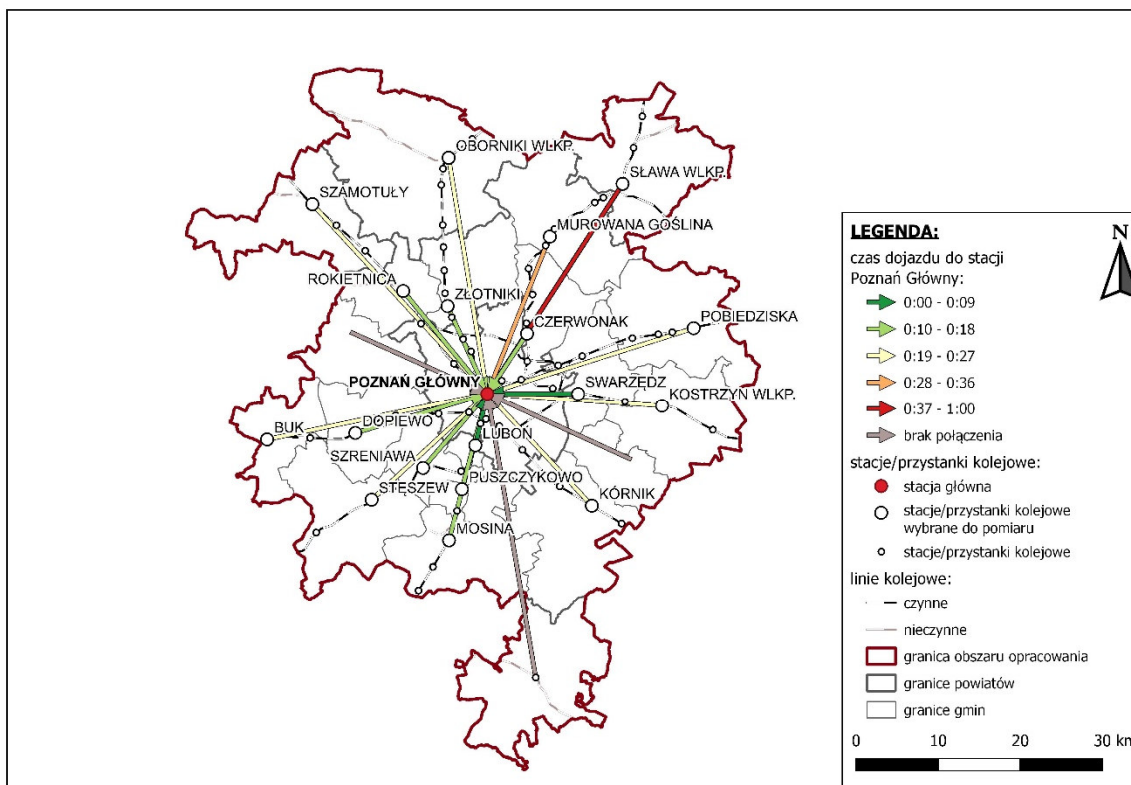 OBORNIKI WLKP.
SŁAWA WLKP.
SZAMOTUŁY
MUROWANA GOŚLINA
ROKIETNICA
ZŁOTNIKI
CZERWONAK
POBIEDZISKA
POZNAŃ GŁÓWNY
SWARZĘDZ
KOSTRZYN WLKP.
BUK
DOPIEWO
LUBOŃ
SZRENIAWA
PUSZCZYKOWO
STĘSZEW
KÓRNIK
MOSINA
LEGENDA:
N
czas dojazdu do stacji
Poznań Główny:
0:00 - 0:09
0:10 - 0:18
0:19 - 0:27
0:28 - 0:36
0:37 - 1:00
brak połączenia
stacje/przystanki kolejowe:
stacja główna
stacje/przystanki kolejowe
wybrane do pomiaru
stacje/przystanki kolejowe
linie kolejowe:
czynne
nieczynne
granica obszaru opracowania
granice powiatów
granice gmin
0 10 20 30 km